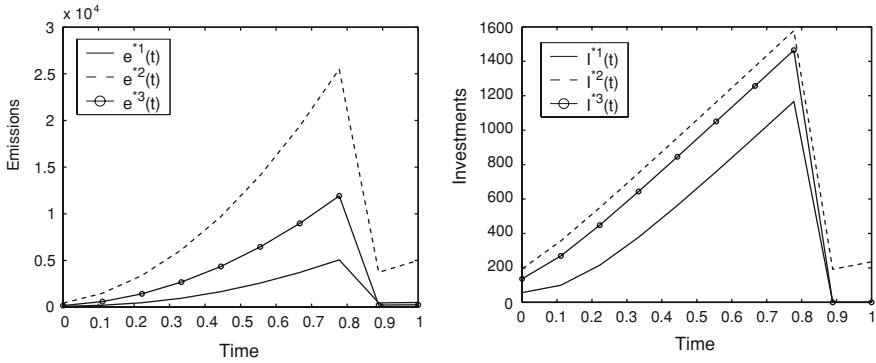 x 10⁴
3
2.5
2
1.5
1
0.5
0
Emissions
e*1(t)
e*2(t)
e*3(t)
0 0.1 0.2 0.3 0.4 0.5 0.6 0.7 0.8 0.9 1
Time
1600
1400
1200
1000
800
600
400
200
0
Investments
I*1(t)
I*2(t)
I*3(t)
0 0.1 0.2 0.3 0.4 0.5 0.6 0.7 0.8 0.9 1
Time